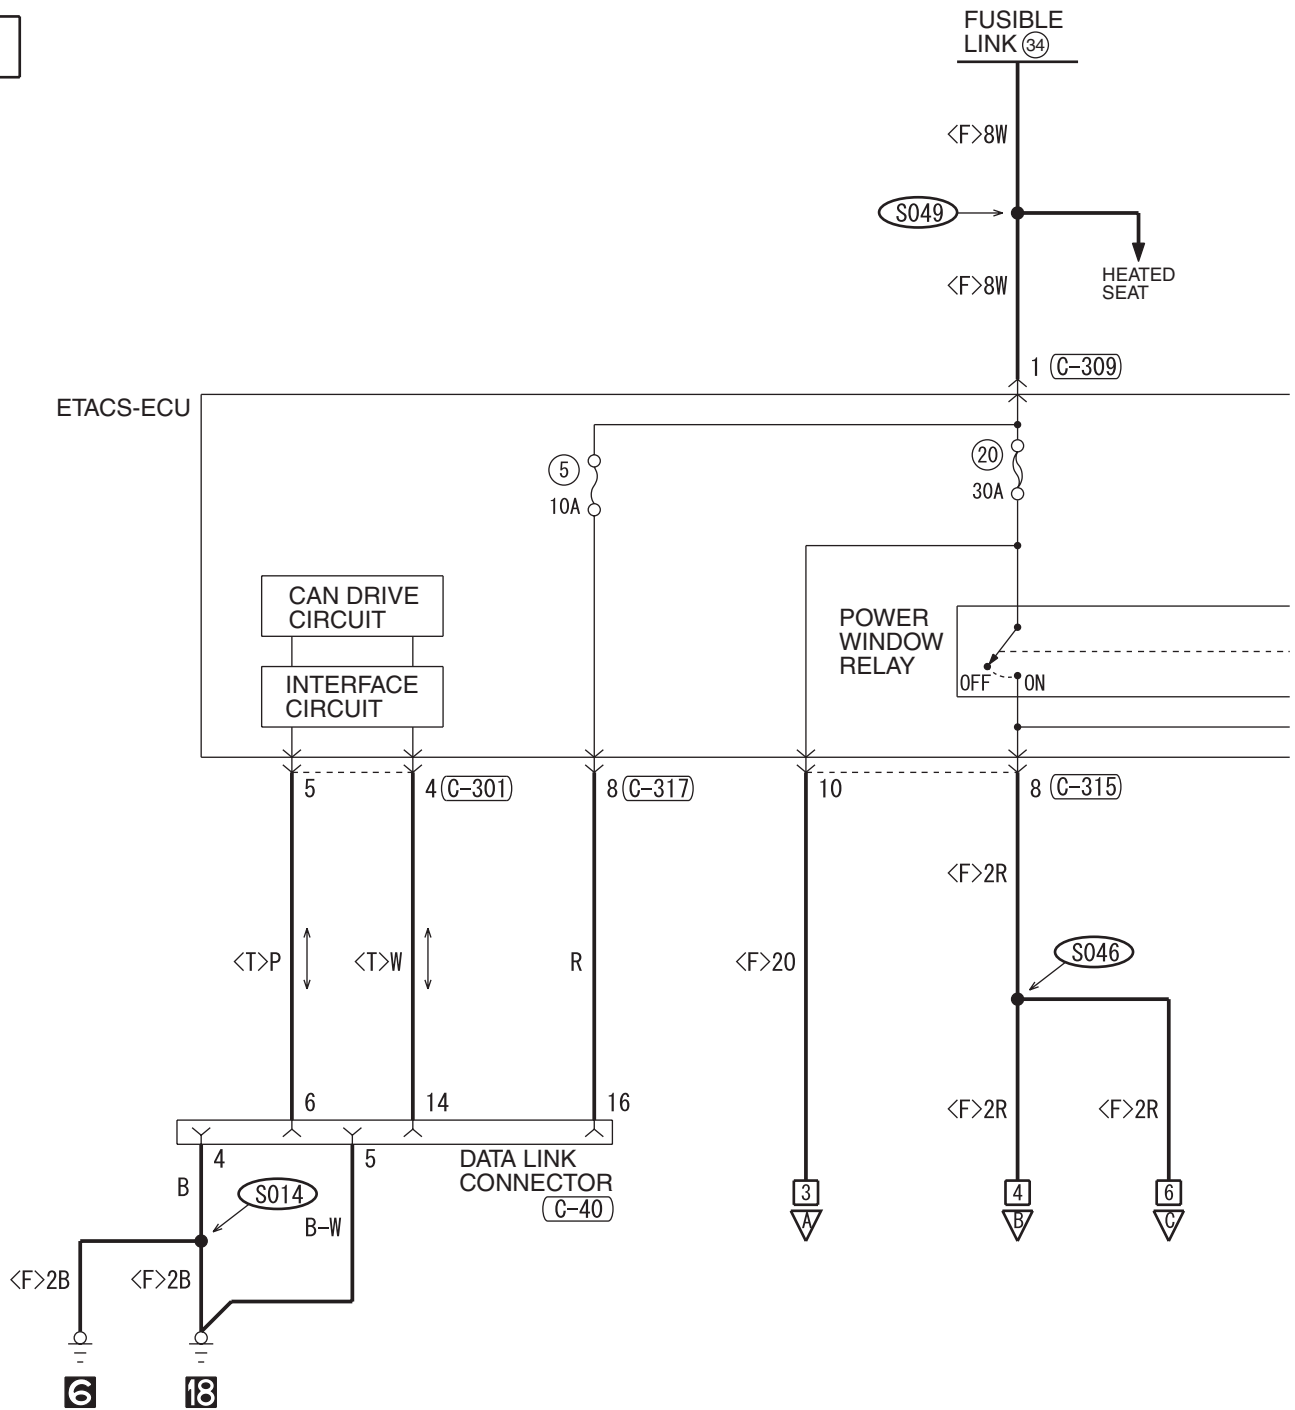 FUSIBLE
LINK 34
<F>8W
S049
HEATED
SEAT
<F>8W
1 C-309
ETACS-ECU
5
10A
20
30A
CAN DRIVE
CIRCUIT
INTERFACE
CIRCUIT
POWER
WINDOW
RELAY
OFF ON
5
4 C-301
8 C-317
10
8 C-315
<F>2R
<T>P
<T>W
R
<F>2O
S046
6
14
16
<F>2R
<F>2R
4
5
DATA LINK
CONNECTOR
C-40
B
S014
B-W
3
4
6
A
B
C
<F>2B
<F>2B
6
18